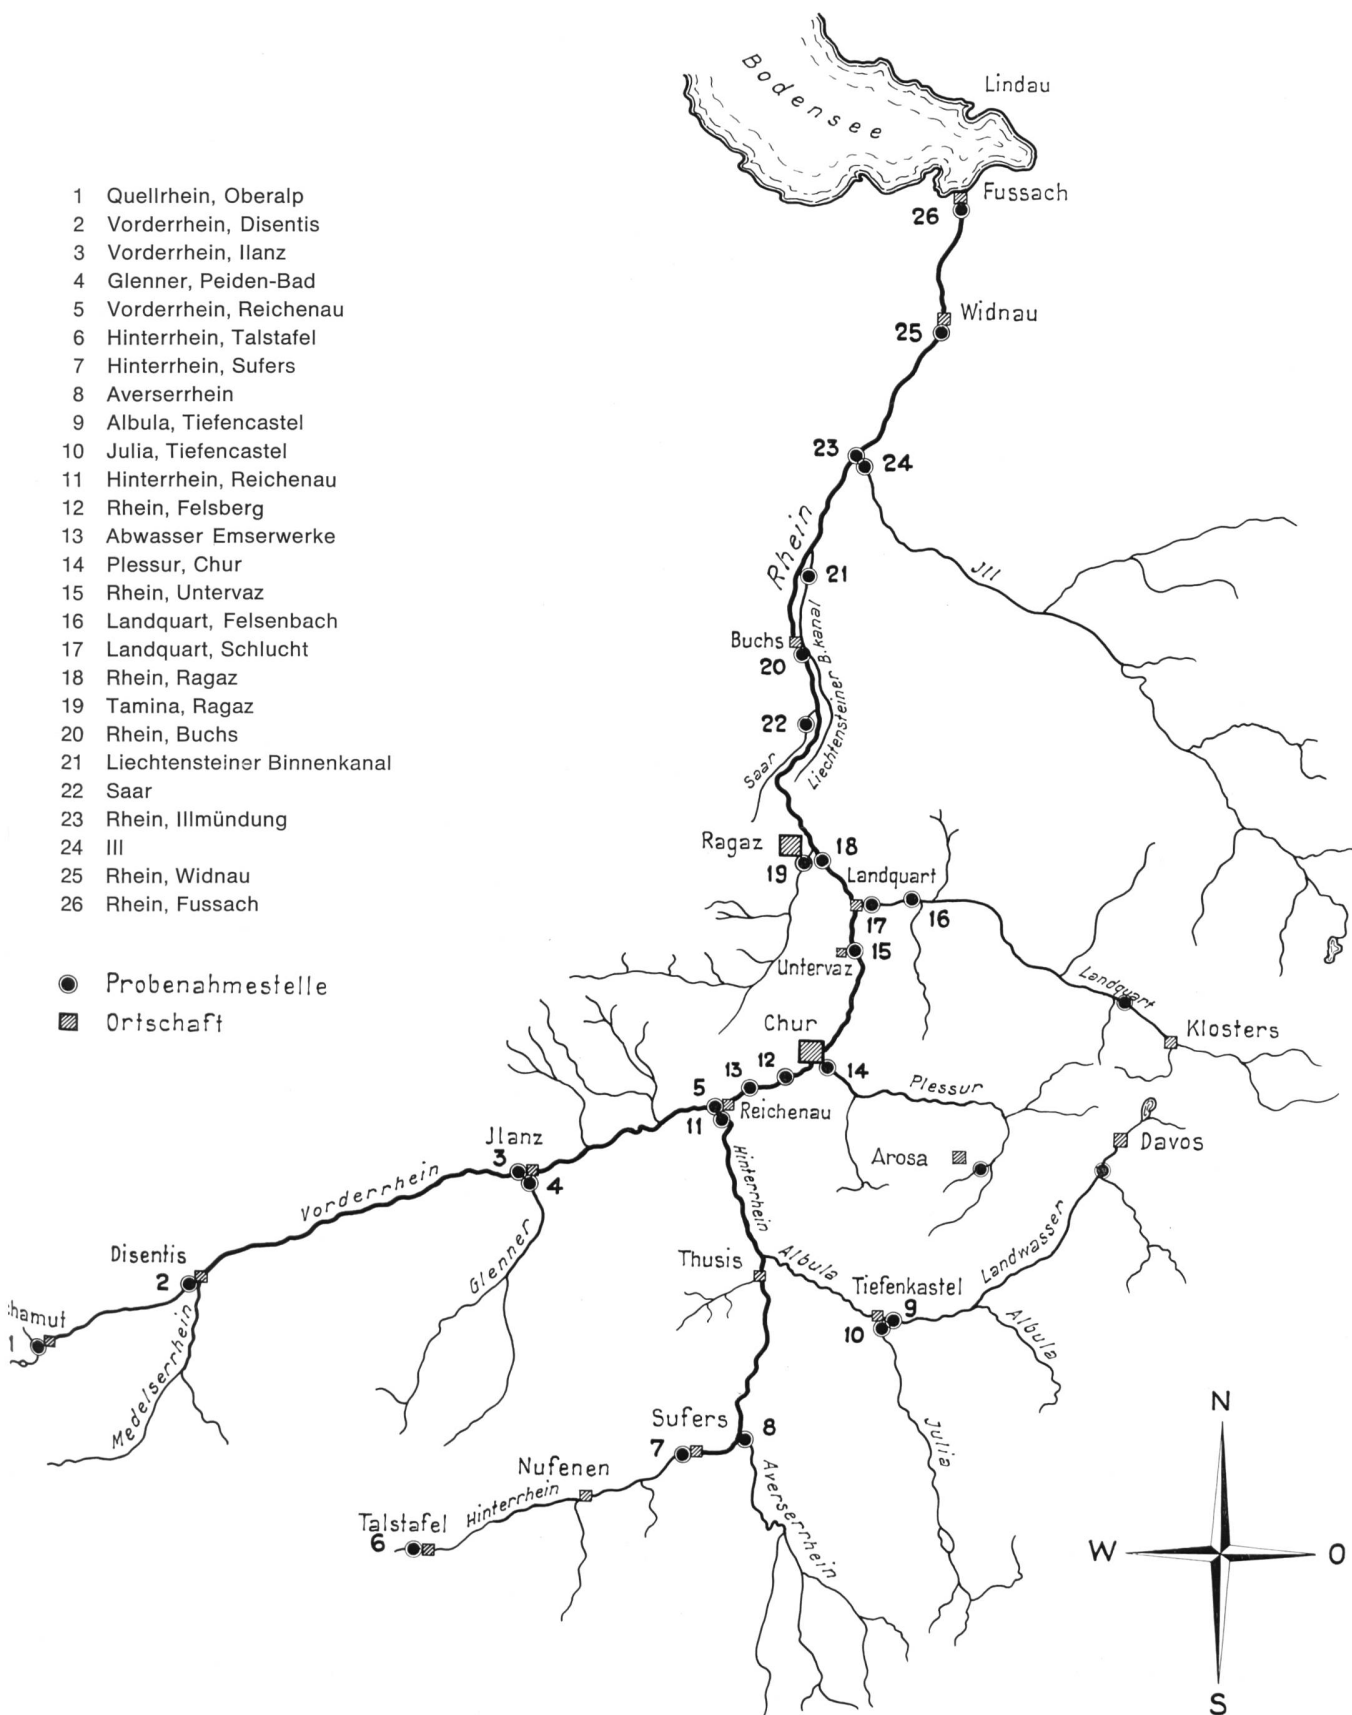 Bodensee
Lindau
Fussach
26
1 Quellrhein, Oberalp
2 Vorderrhein, Disentis
3 Vorderrhein, Ilanz
4 Glenner, Peiden-Bad
5 Vorderrhein, Reichenau
6 Hinterrhein, Talstafel
7 Hinterrhein, Sufers
8 Averserrhein
9 Albula, Tiefencastel
10 Julia, Tiefencastel
11 Hinterrhein, Reichenau
12 Rhein, Felsberg
13 Abwasser Emserwerke
14 Plessur, Chur
15 Rhein, Untervaz
16 Landquart, Felsenbach
17 Landquart, Schlucht
18 Rhein, Ragaz
19 Tamina, Ragaz
20 Rhein, Buchs
21 Liechtensteiner Binnenkanal
22 Saar
23 Rhein, Illmündung
24 Ill
25 Rhein, Widnau
26 Rhein, Fussach
Probenahmestelle
Ortschaft
Widnau
25
23
24
Rhein
Jll
21
Buchs
20
Liechtensteiner B.kanal
22
Saar
Ragaz
18
19
Landquart
17
16
15
Untervaz
Landquart
Klosters
Chur
12
13
14
Plessur
5
Reichenau
11
Arosa
Davos
Jlanz
3
4
Vorderrhein
Hinterrhein
Glenner
Landwasser
Disentis
2
Thusis
Albula
Tiefenkastel
9
10
Albula
hamut
1
Medelserrhein
Julia
Sufers
7
8
Averserrhein
Nufenen
Hinterrhein
Talstafel
6
N
W
O
S